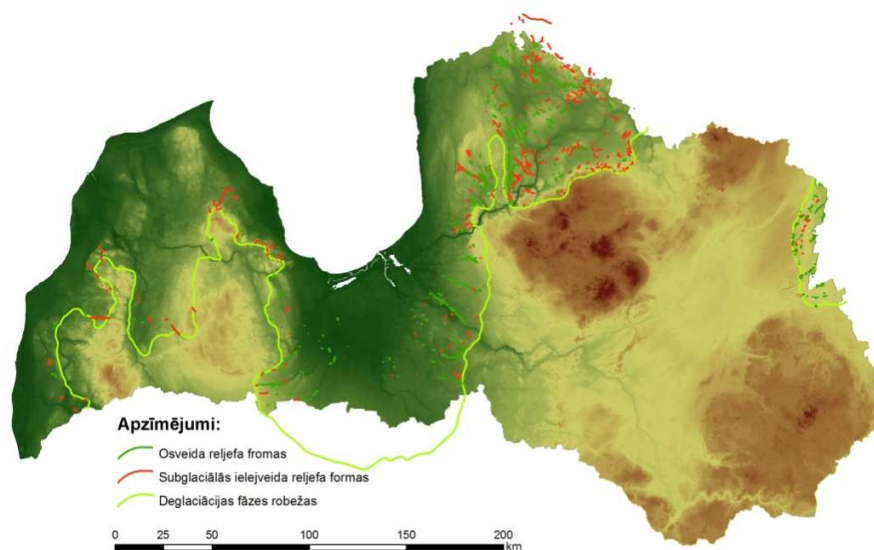 Apzīmējumi:
Osveida reljefa fromas
Subglaciālās ielejveida reljefa formas
Deglaciācijas fāzes robežas
0 25 50 100 150 200
km